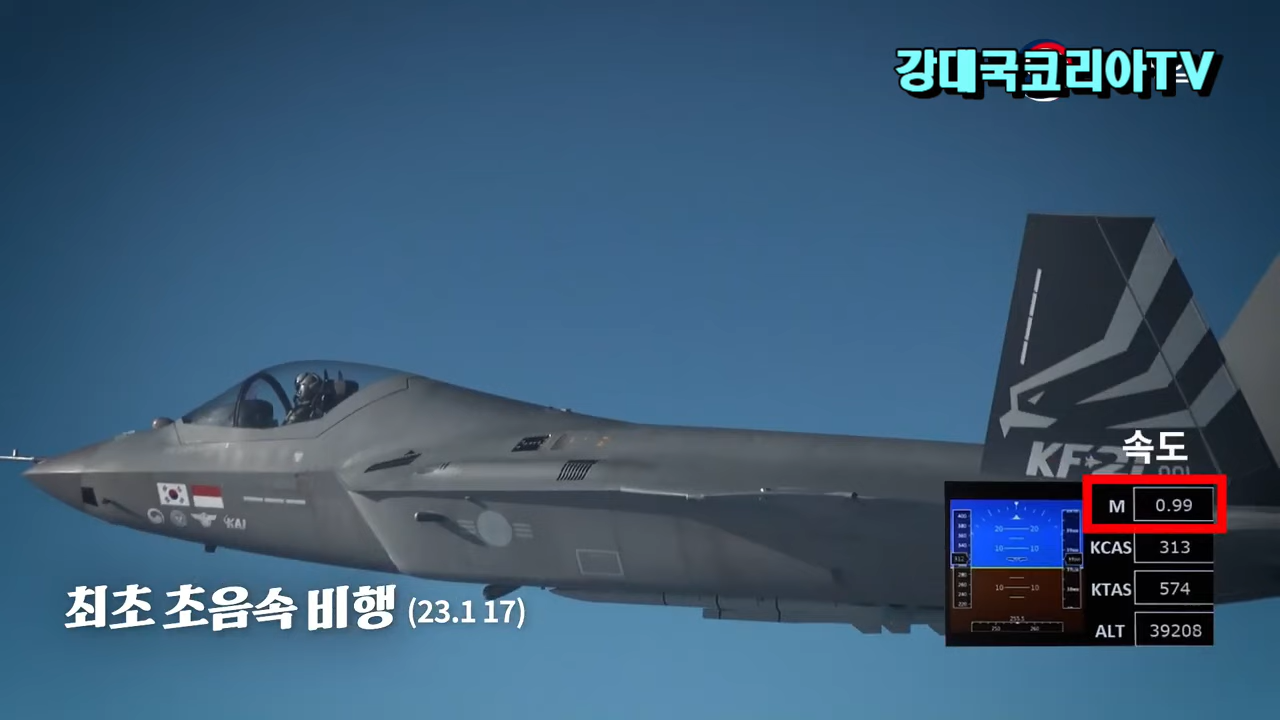 강대국코리아TV
KF-21
001
속도
M 0.99
KCAS 313
KTAS 574
ALT 39208
KAI
최초 초음속 비행 (23.1 17)